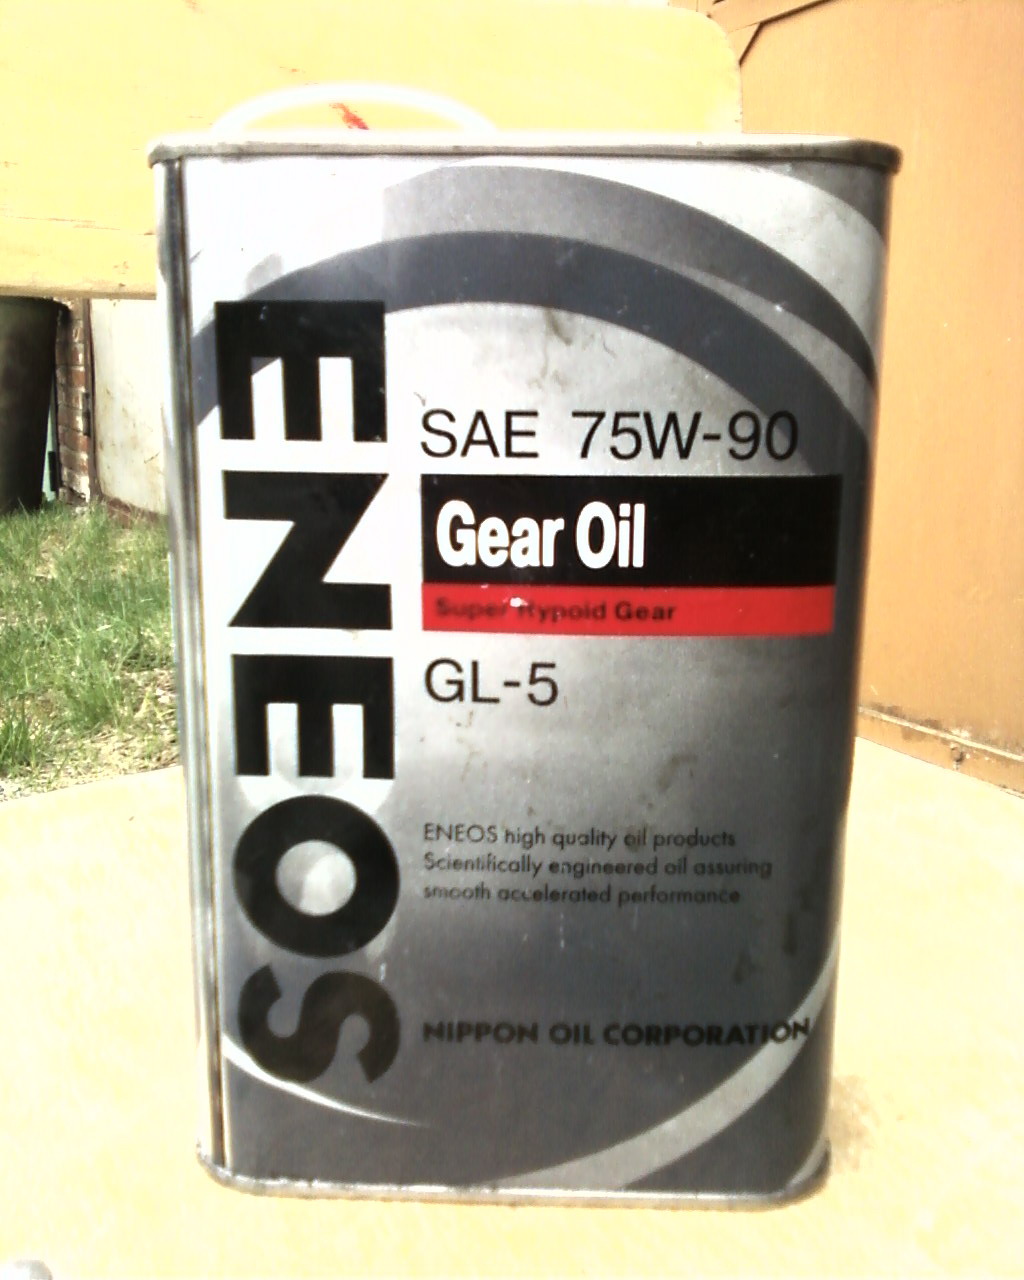 ENEOS
SAE 75W-90
Gear Oil
Super Hypoid Gear
GL-5
ENEOS high quality oil products
Scientifically engineered oil assuring
smooth accelerated performance
NIPPON OIL CORPORATION